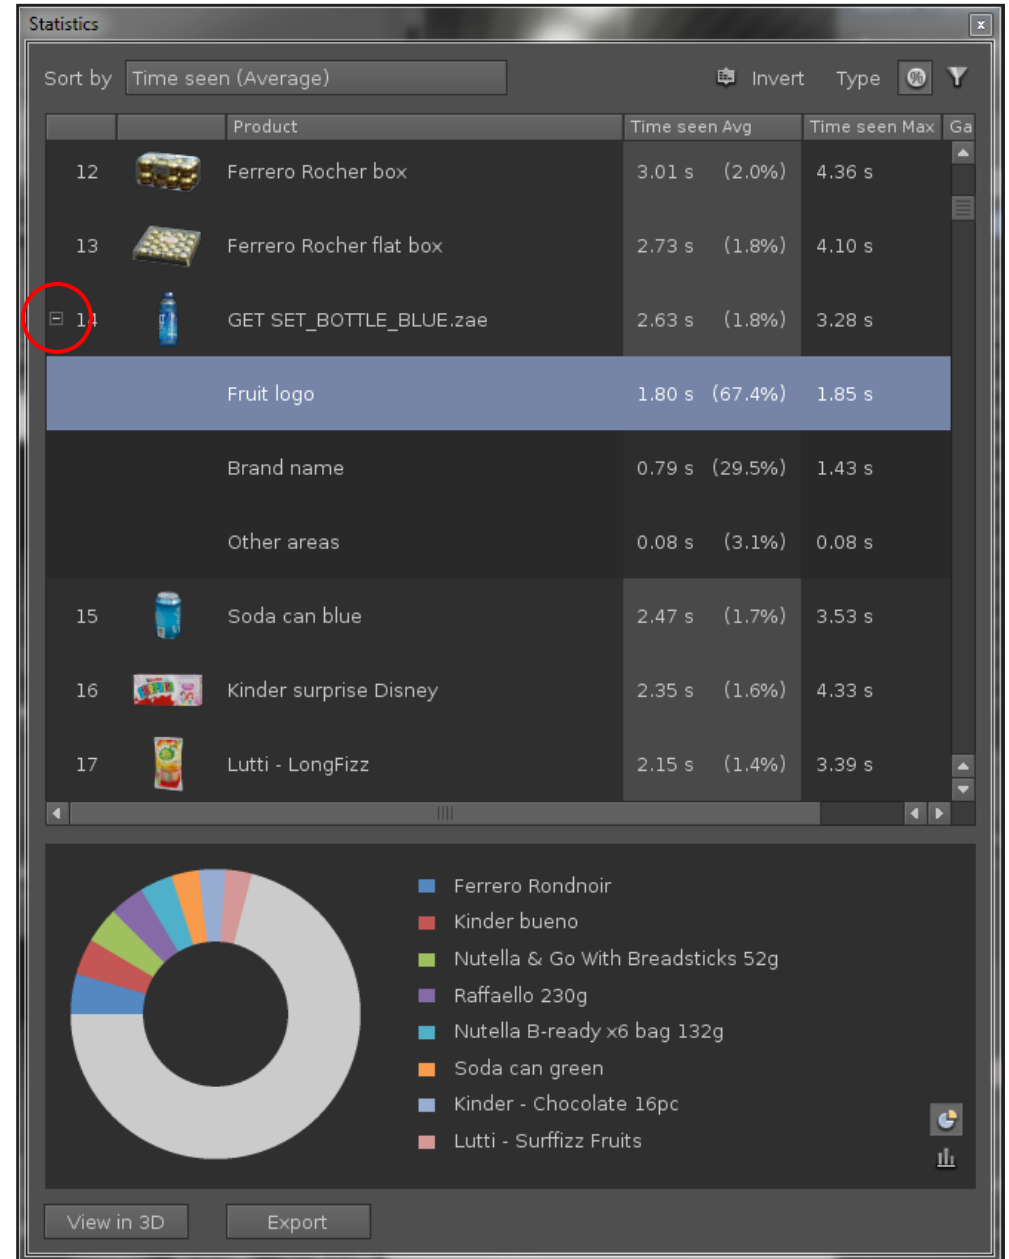 Statistics
x
Sort by Time seen (Average) Invert Type %
Product Time seen Avg Time seen Max Ga
12 Ferrero Rocher box 3.01 s (2.0%) 4.36 s
13 Ferrero Rocher flat box 2.73 s (1.8%) 4.10 s
14 GET SET_BOTTLE_BLUE.zae 2.63 s (1.8%) 3.28 s
Fruit logo 1.80 s (67.4%) 1.85 s
Brand name 0.79 s (29.5%) 1.43 s
Other areas 0.08 s (3.1%) 0.08 s
15 Soda can blue 2.47 s (1.7%) 3.53 s
16 Kinder surprise Disney 2.35 s (1.6%) 4.33 s
17 Lutti - LongFizz 2.15 s (1.4%) 3.39 s
Ferrero Rondnoir
Kinder bueno
Nutella & Go With Breadsticks 52g
Raffaello 230g
Nutella B-ready x6 bag 132g
Soda can green
Kinder - Chocolate 16pc
Lutti - Surffizz Fruits
View in 3D Export